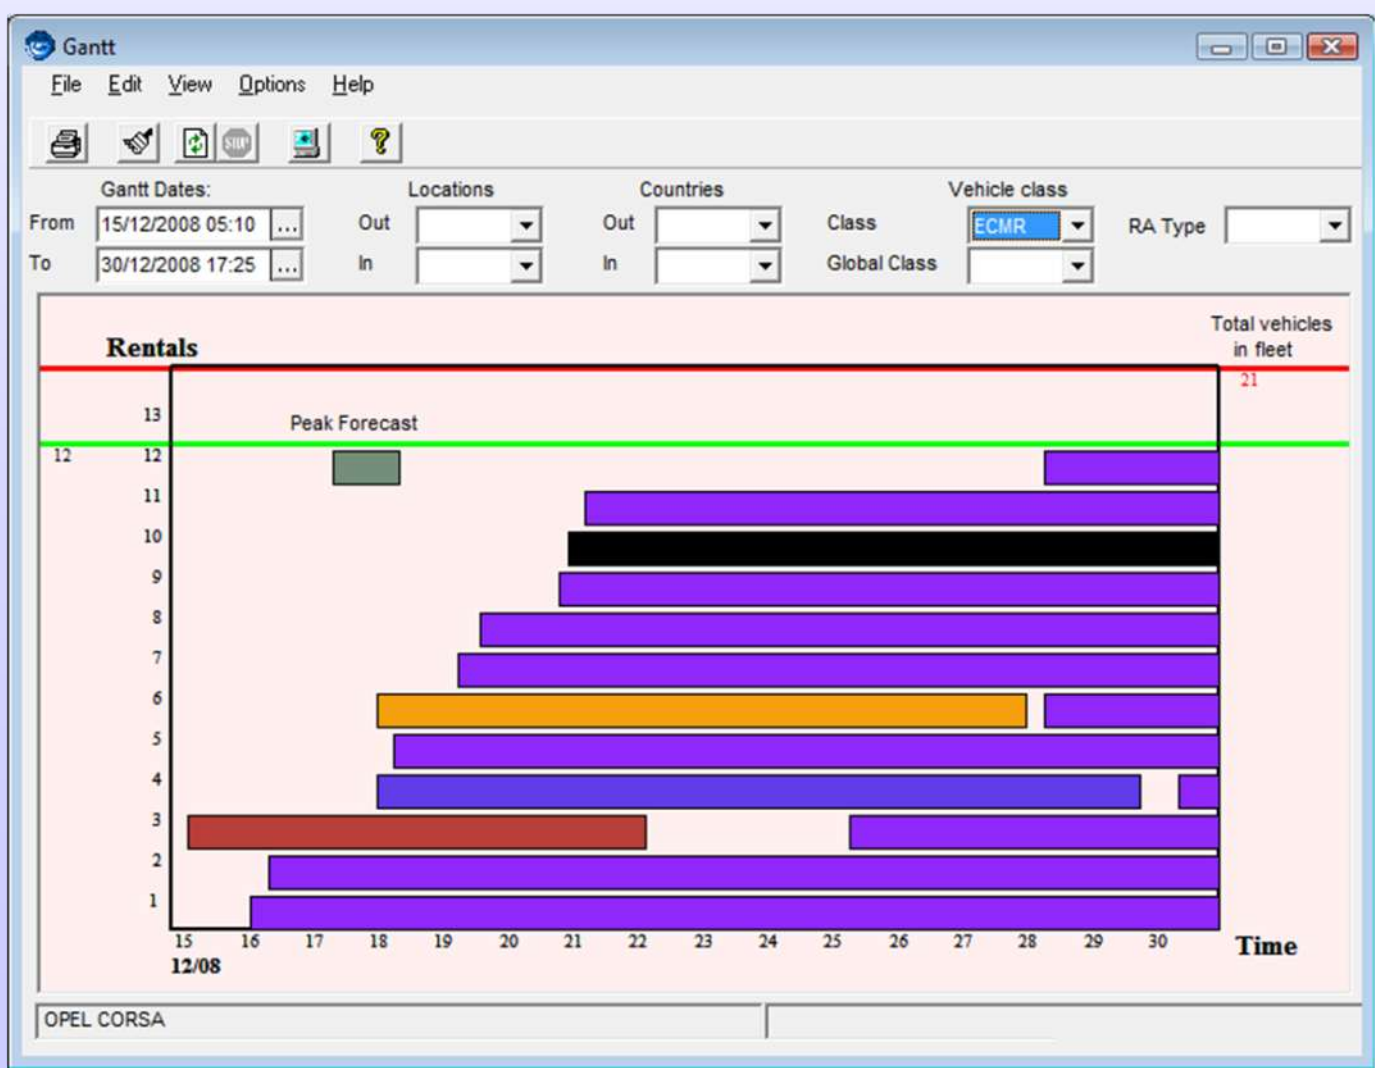 Gantt
File Edit View Options Help
STOP
Gantt Dates: Locations Countries Vehicle class
From 15/12/2008 05:10 ... Out Out Class ECMR RA Type
To 30/12/2008 17:25 ... In In Global Class
Total vehicles
in fleet
Rentals
21
13
Peak Forecast
12 12
11
10
9
8
7
6
5
4
3
2
1
15 16 17 18 19 20 21 22 23 24 25 26 27 28 29 30 Time
12/08
OPEL CORSA